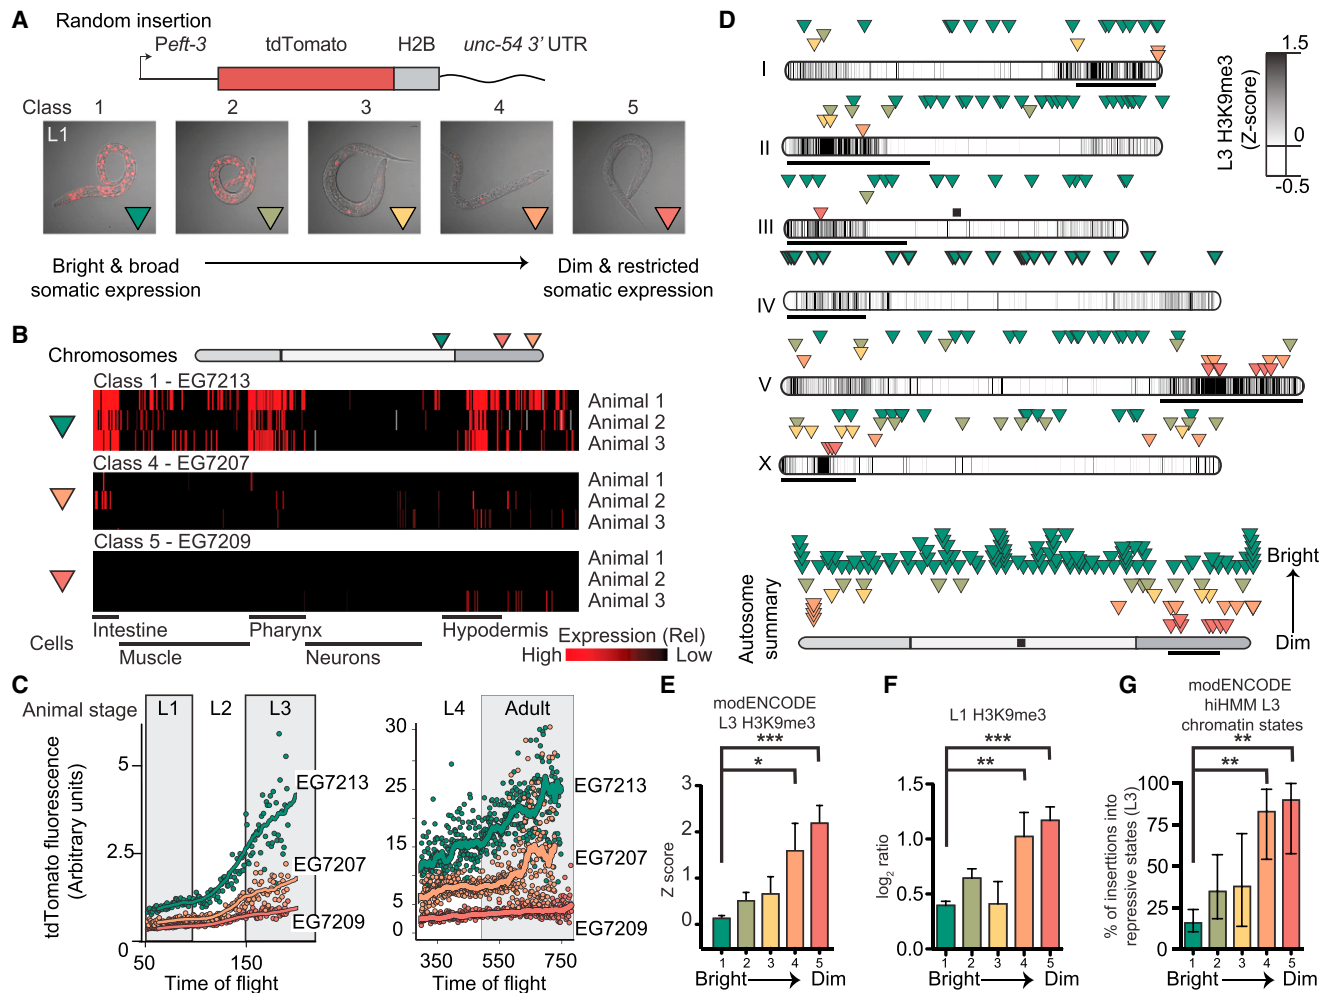 A
Random insertion
Peft-3
tdTomato
H2B
unc-54 3' UTR
Class
1
2
3
4
5
L1
Bright & broad
somatic expression
Dim & restricted
somatic expression
B
Chromosomes
Class 1 - EG7213
Animal 1
Animal 2
Animal 3
Class 4 - EG7207
Animal 1
Animal 2
Animal 3
Class 5 - EG7209
Animal 1
Animal 2
Animal 3
Cells
Intestine
Muscle
Pharynx
Neurons
Hypodermis
Expression (Rel)
High
Low
C
Animal stage
L1
L2
L3
tdTomato fluorescence
(Arbitrary units)
5
2.5
0
50
150
Time of flight
EG7213
EG7207
EG7209
L4
Adult
30
25
15
10
5
0
350
550
750
Time of flight
EG7213
EG7207
EG7209
D
I
II
III
IV
V
X
L3 H3K9me3
(Z-score)
1.5
0
-0.5
Autosome
summary
Bright
Dim
E
modENCODE
L3 H3K9me3
***
*
Z score
3
2
1
0
1
2
3
4
5
Bright
Dim
F
L1 H3K9me3
***
**
log2 ratio
1.5
1.0
0.5
0.0
1
2
3
4
5
Bright
Dim
G
modENCODE
hiHMM L3
chromatin states
**
**
% of inserttions into
repressive states (L3)
100
75
50
25
0
1
2
3
4
5
Bright
Dim